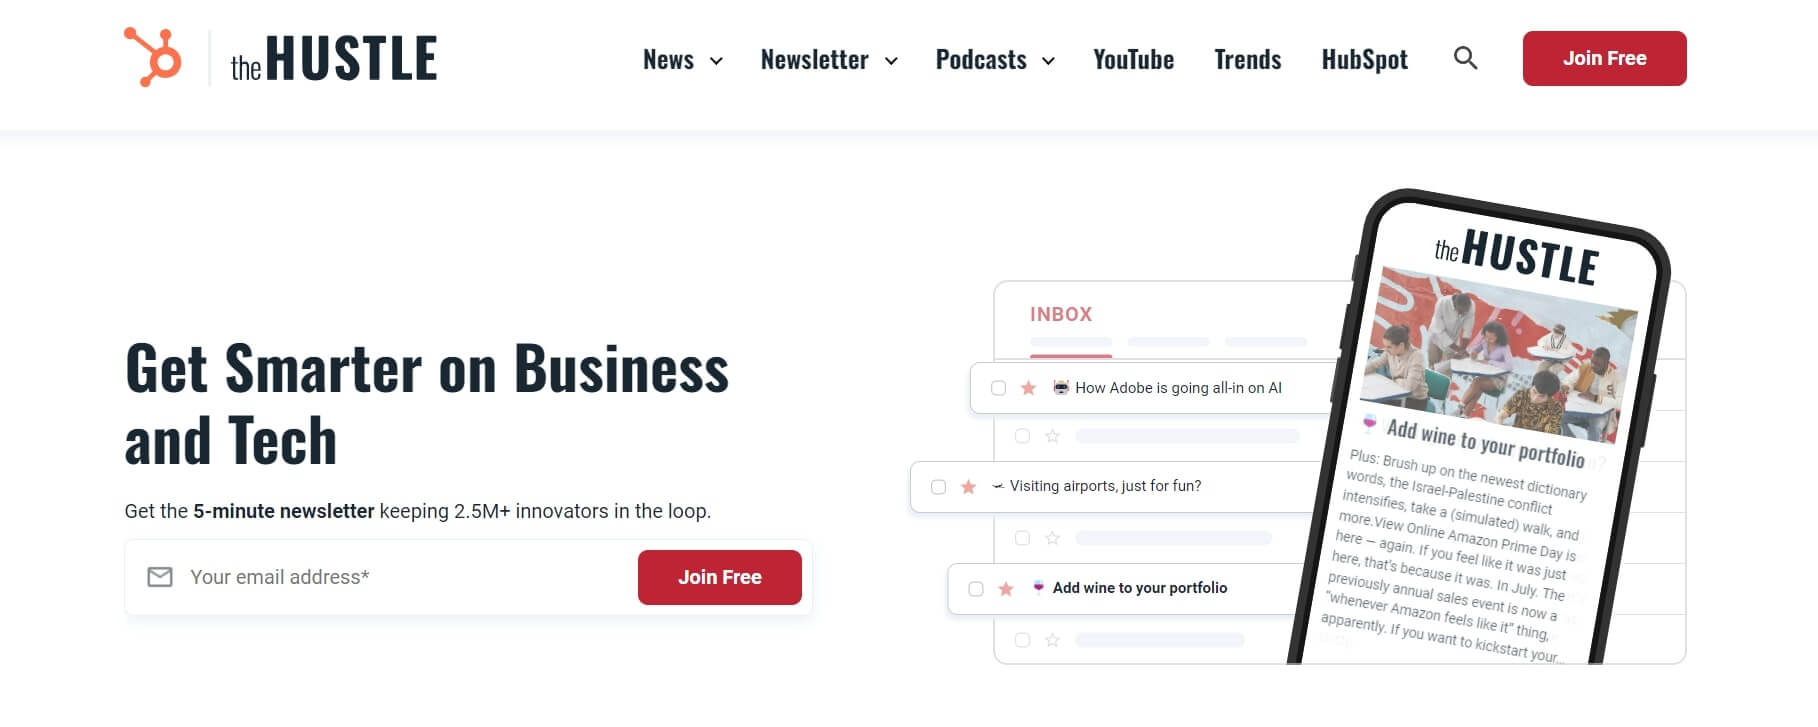 the HUSTLE
News
Newsletter
Podcasts
YouTube
Trends
HubSpot
Join Free
Get Smarter on Business
and Tech
Get the 5-minute newsletter keeping 2.5M+ innovators in the loop.
Your email address*
Join Free
INBOX
How Adobe is going all-in on AI
Visiting airports, just for fun?
Add wine to your portfolio
the HUSTLE
Add wine to your portfolio
Plus: Brush up on the newest dictionary
words, the Israel-Palestine conflict
intensifies, take a (simulated) walk, and
more.View Online Amazon Prime Day is
here — again. If you feel like it was just
here, that's because it was. In July. The
previously annual sales event is now a
"whenever Amazon feels like it" thing,
apparently. If you want to kickstart your...